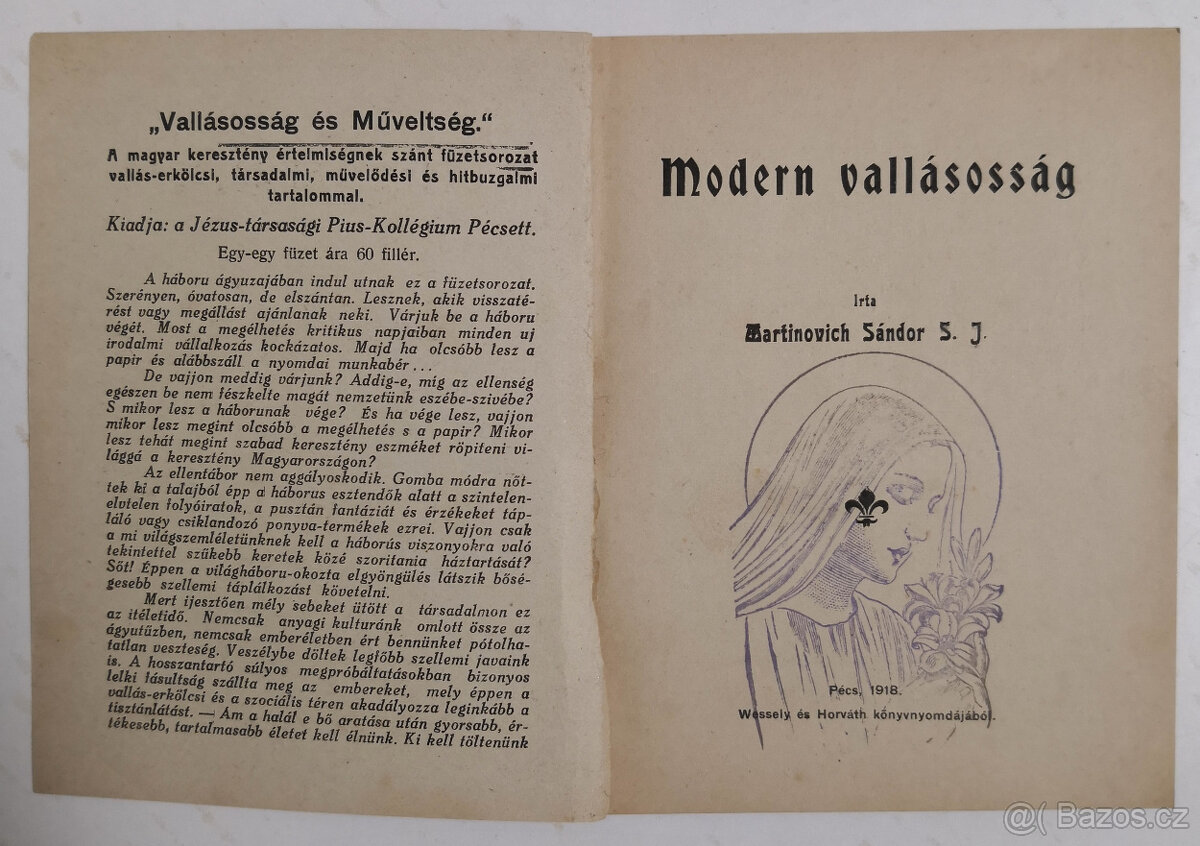 „Vallásosság és Műveltség.“
A magyar keresztény értelmiségnek szánt füzetsorozat
vallás-erkölcsi, társadalmi, művelődési és hitbuzgalmi
tartalommal.
Kiadja: a Jézus-társasági Pius-Kollégium Pécsett.
Egy-egy füzet ára 60 fillér.
A háboru ágyuzajában indul utnak ez a füzetsorozat.
Szerényen, óvatosan, de elszántan. Lesznek, akik visszaté-
rést vagy megállást ajánlanak neki. Várjuk be a háboru
végét. Most a megélhetés kritikus napjaiban minden uj
irodalmi vállalkozás kockázatos. Majd ha olcsóbb lesz a
papir és alábbszáll a nyomdai munkabér . . .
De vajjon meddig várjunk? Addig-e, míg az ellenség
egészen be nem fészkelte magát nemzetünk eszébe-szivébe?
S mikor lesz a háborunak vége? És ha vége lesz, vajjon
mikor lesz megint olcsóbb a megélhetés s a papir? Mikor
lesz tehát megint szabad keresztény eszméket röpiteni vi-
lággá a keresztény Magyarországon?
Az ellentábor nem aggályoskodik. Gomba módra nőt-
tek ki a talajból épp a háborus esztendők alatt a szintelen-
elvtelen folyóiratok, a pusztán fantáziát és érzékeket táp-
láló vagy csiklandozó ponyva-termékek ezrei. Vajjon csak
a mi világszemléletünknek kell a háborús viszonyokra való
tekintettel szűkebb keretek közé szoritania háztartását?
Sőt! Éppen a világháboru-okozta elgyöngülés látszik bősé-
gesebb szellemi táplálkozást követelni.
Mert ijesztően mély sebeket ütött a társadalmon ez
az itéletidő. Nemcsak anyagi kulturánk omlott össze az
ágyutűzben, nemcsak emberéletben ért bennünket pótolha-
tatlan veszteség. Veszélybe dőltek legfőbb szellemi javaink
is. A hosszantartó súlyos megpróbáltatásokban bizonyos
lelki fásultság szállta meg az embereket, mely éppen a
vallás-erkölcsi és a szociális téren akadályozza leginkább a
tisztánlátást. — Ám a halál e bő aratása után gyorsabb, ér-
tékesebb, tartalmasabb életet kell élnünk. Ki kell töltenünk
Modern vallásosság
Irta
Martinovich Sándor S. J.
Pécs, 1918.
Wessely és Horváth könyvnyomdájából.
@( Bazos.cz